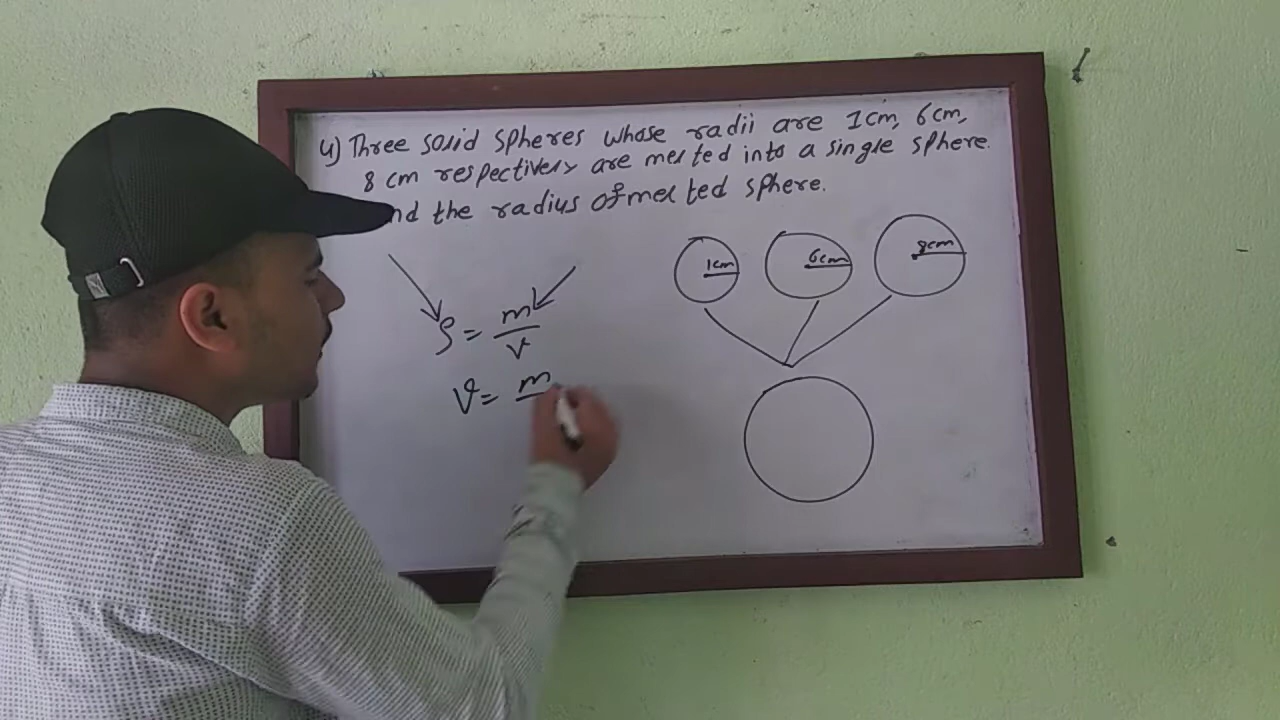 4) Three solid spheres whose radii are 1cm, 6cm,
8 cm respectively are melted into a single sphere.
nd the radius of melted sphere.
1cm
6cm
8cm
ρ = m/v
V = m